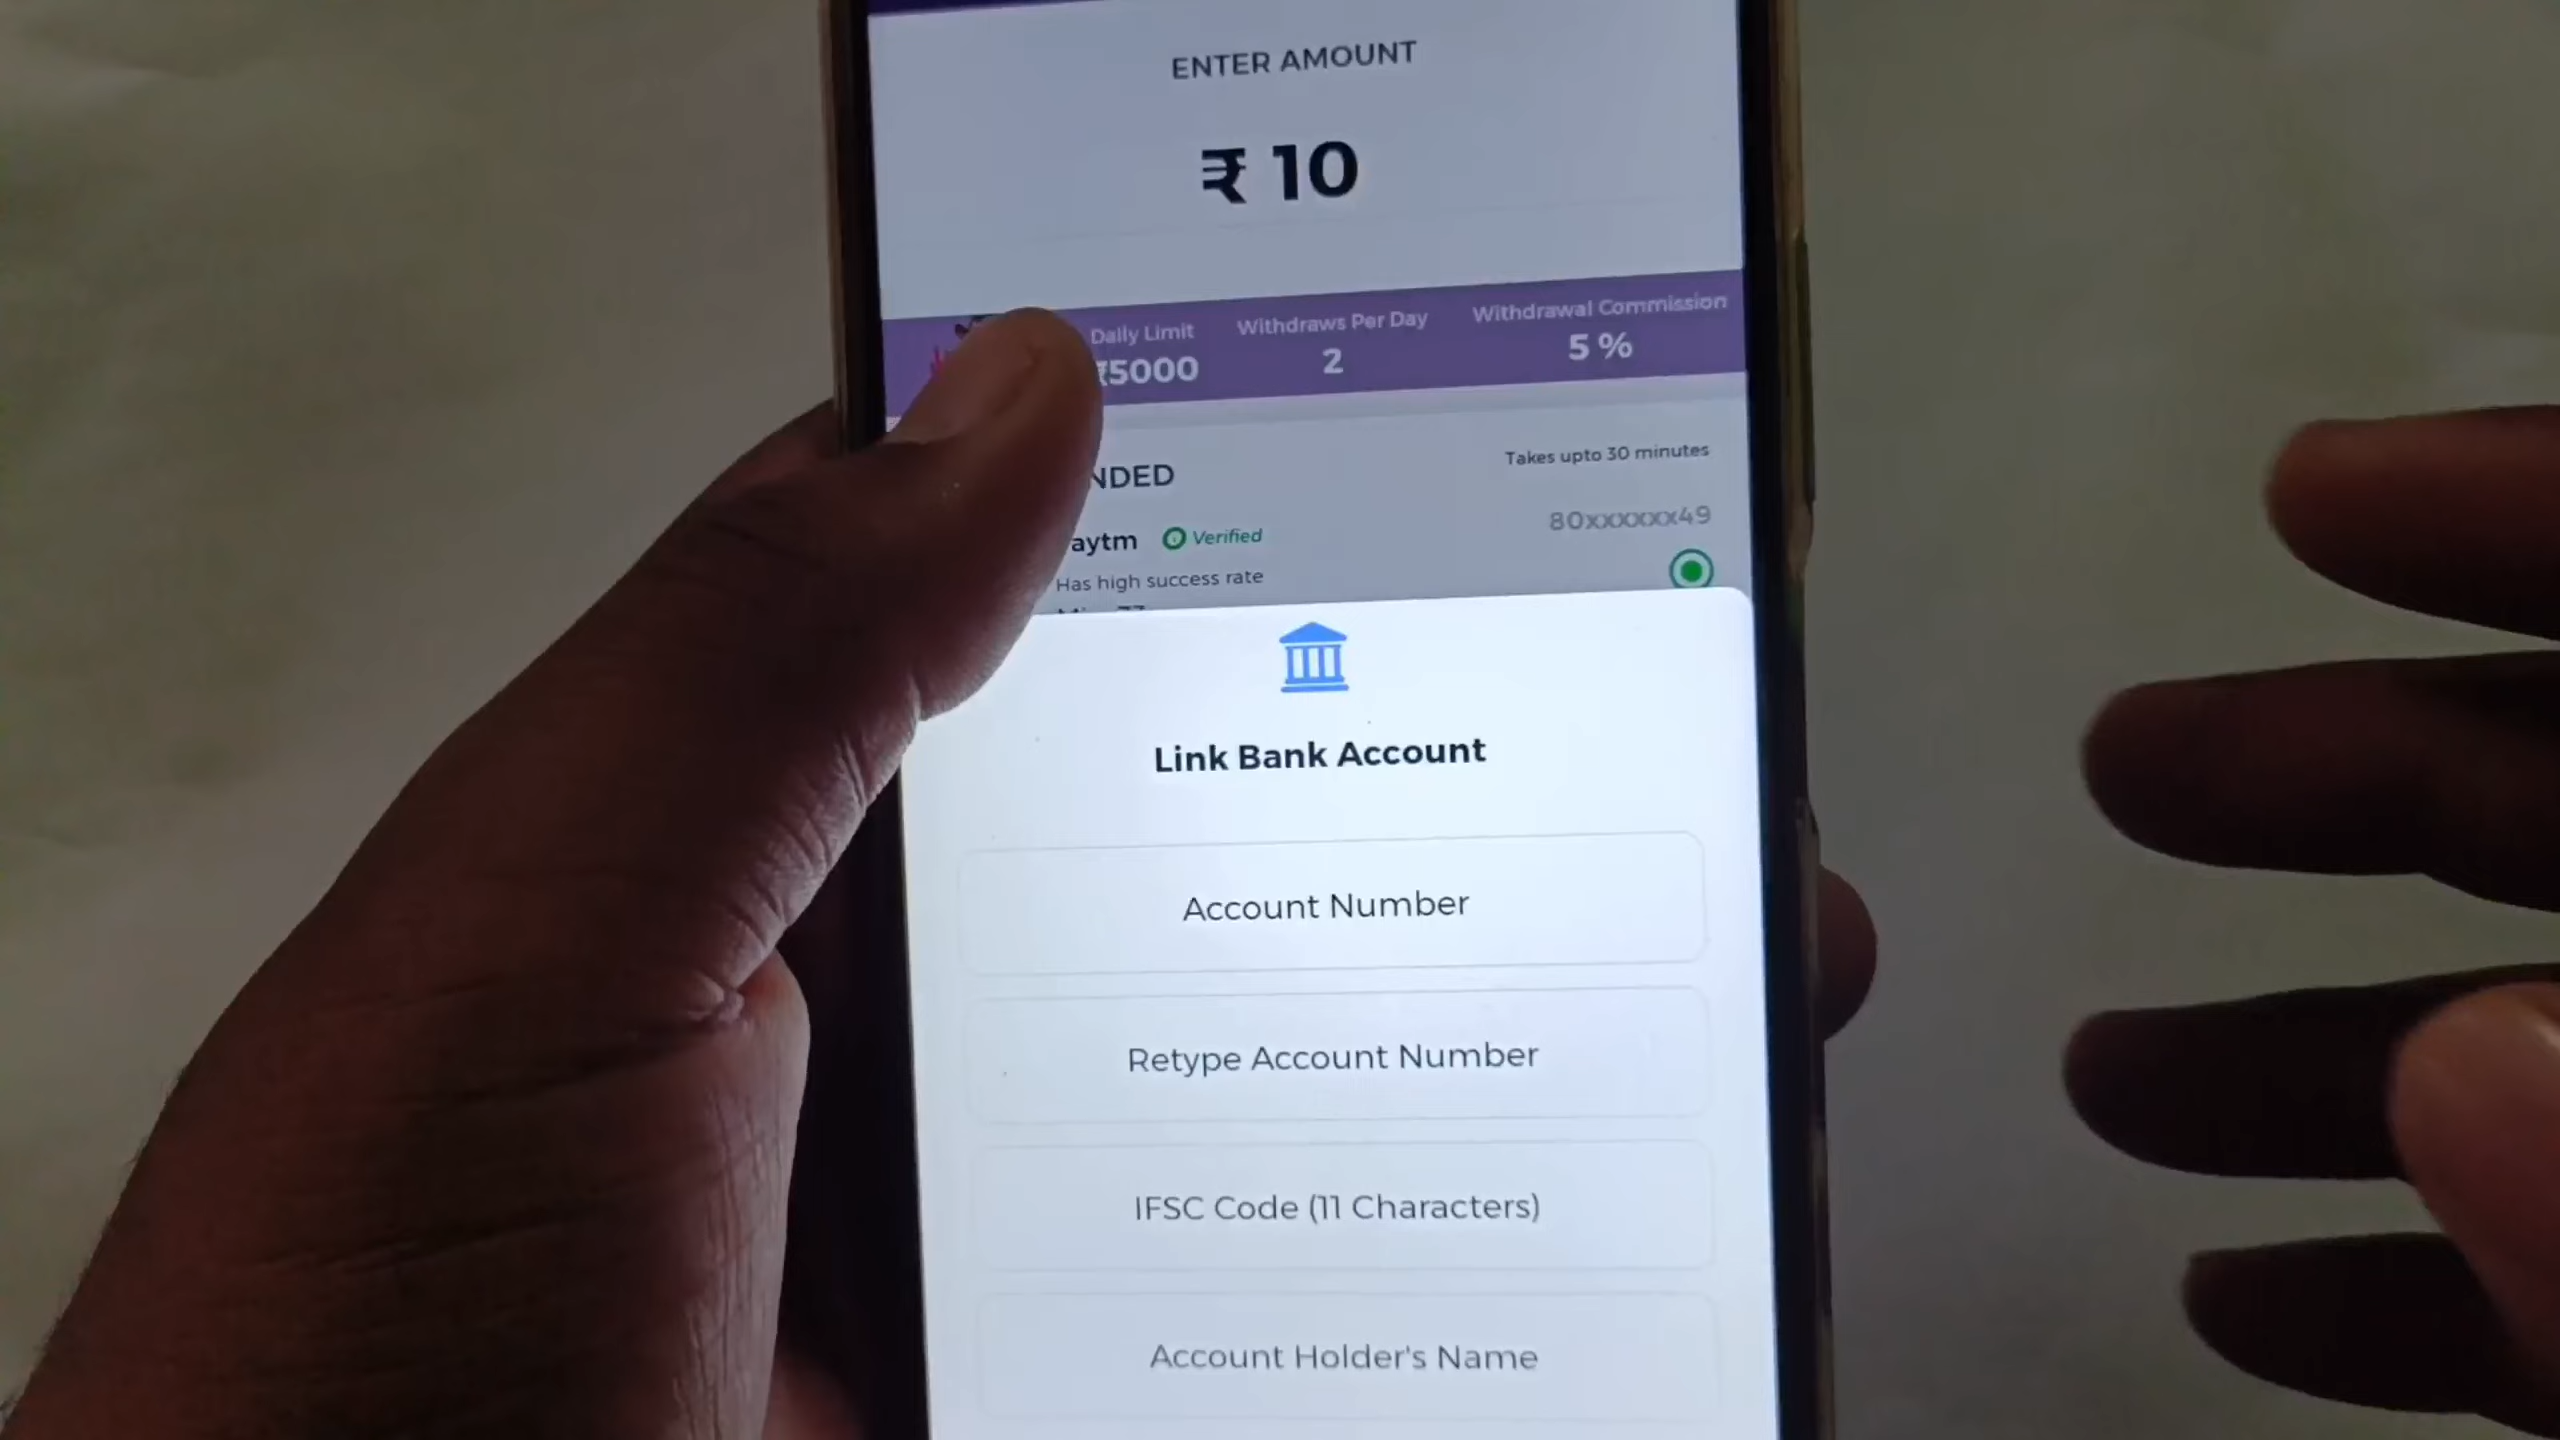 ENTER AMOUNT
₹ 10
Daily Limit
₹5000
Withdraws Per Day
2
Withdrawal Commission
5 %
NDED
Takes upto 30 minutes
aytm
Verified
80xxxxxx49
Has high success rate
Link Bank Account
Account Number
Retype Account Number
IFSC Code (11 Characters)
Account Holder's Name